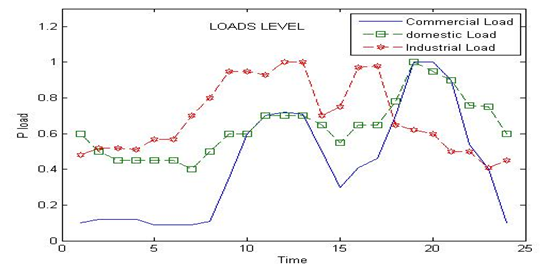 LOADS LEVEL
Commercial Load
domestic Load
Industrial Load
P load
1.2
1
0.8
0.6
0.4
0.2
0
0 5 10 15 20 25
Time